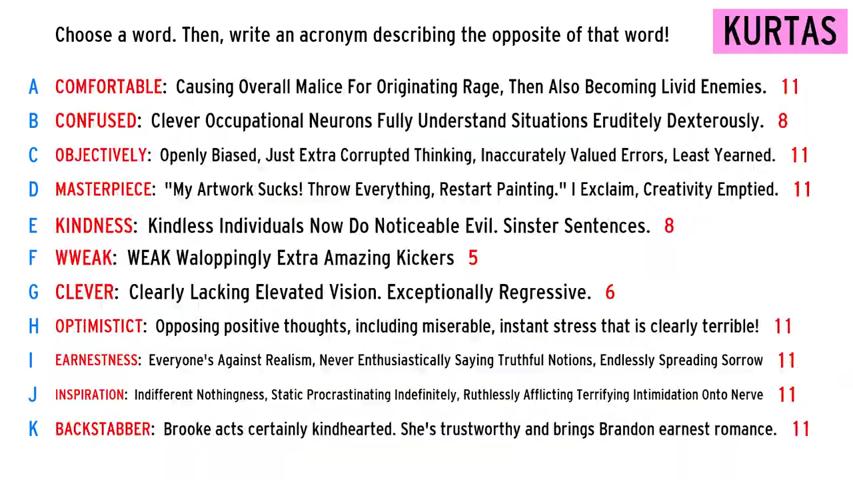 Choose a word. Then, write an acronym describing the opposite of that word!
KURTAS
A COMFORTABLE: Causing Overall Malice For Originating Rage, Then Also Becoming Livid Enemies. 11
B CONFUSED: Clever Occupational Neurons Fully Understand Situations Eruditely Dexterously. 8
C OBJECTIVELY: Openly Biased, Just Extra Corrupted Thinking, Inaccurately Valued Errors, Least Yearned. 11
D MASTERPIECE: "My Artwork Sucks! Throw Everything, Restart Painting." I Exclaim, Creativity Emptied. 11
E KINDNESS: Kindless Individuals Now Do Noticeable Evil. Sinster Sentences. 8
F WWEAK: WEAK Waloppingly Extra Amazing Kickers 5
G CLEVER: Clearly Lacking Elevated Vision. Exceptionally Regressive. 6
H OPTIMISTICT: Opposing positive thoughts, including miserable, instant stress that is clearly terrible! 11
I EARNESTNESS: Everyone's Against Realism, Never Enthusiastically Saying Truthful Notions, Endlessly Spreading Sorrow 11
J INSPIRATION: Indifferent Nothingness, Static Procrastinating Indefinitely, Ruthlessly Afflicting Terrifying Intimidation Onto Nerve 11
K BACKSTABBER: Brooke acts certainly kindhearted. She's trustworthy and brings Brandon earnest romance. 11